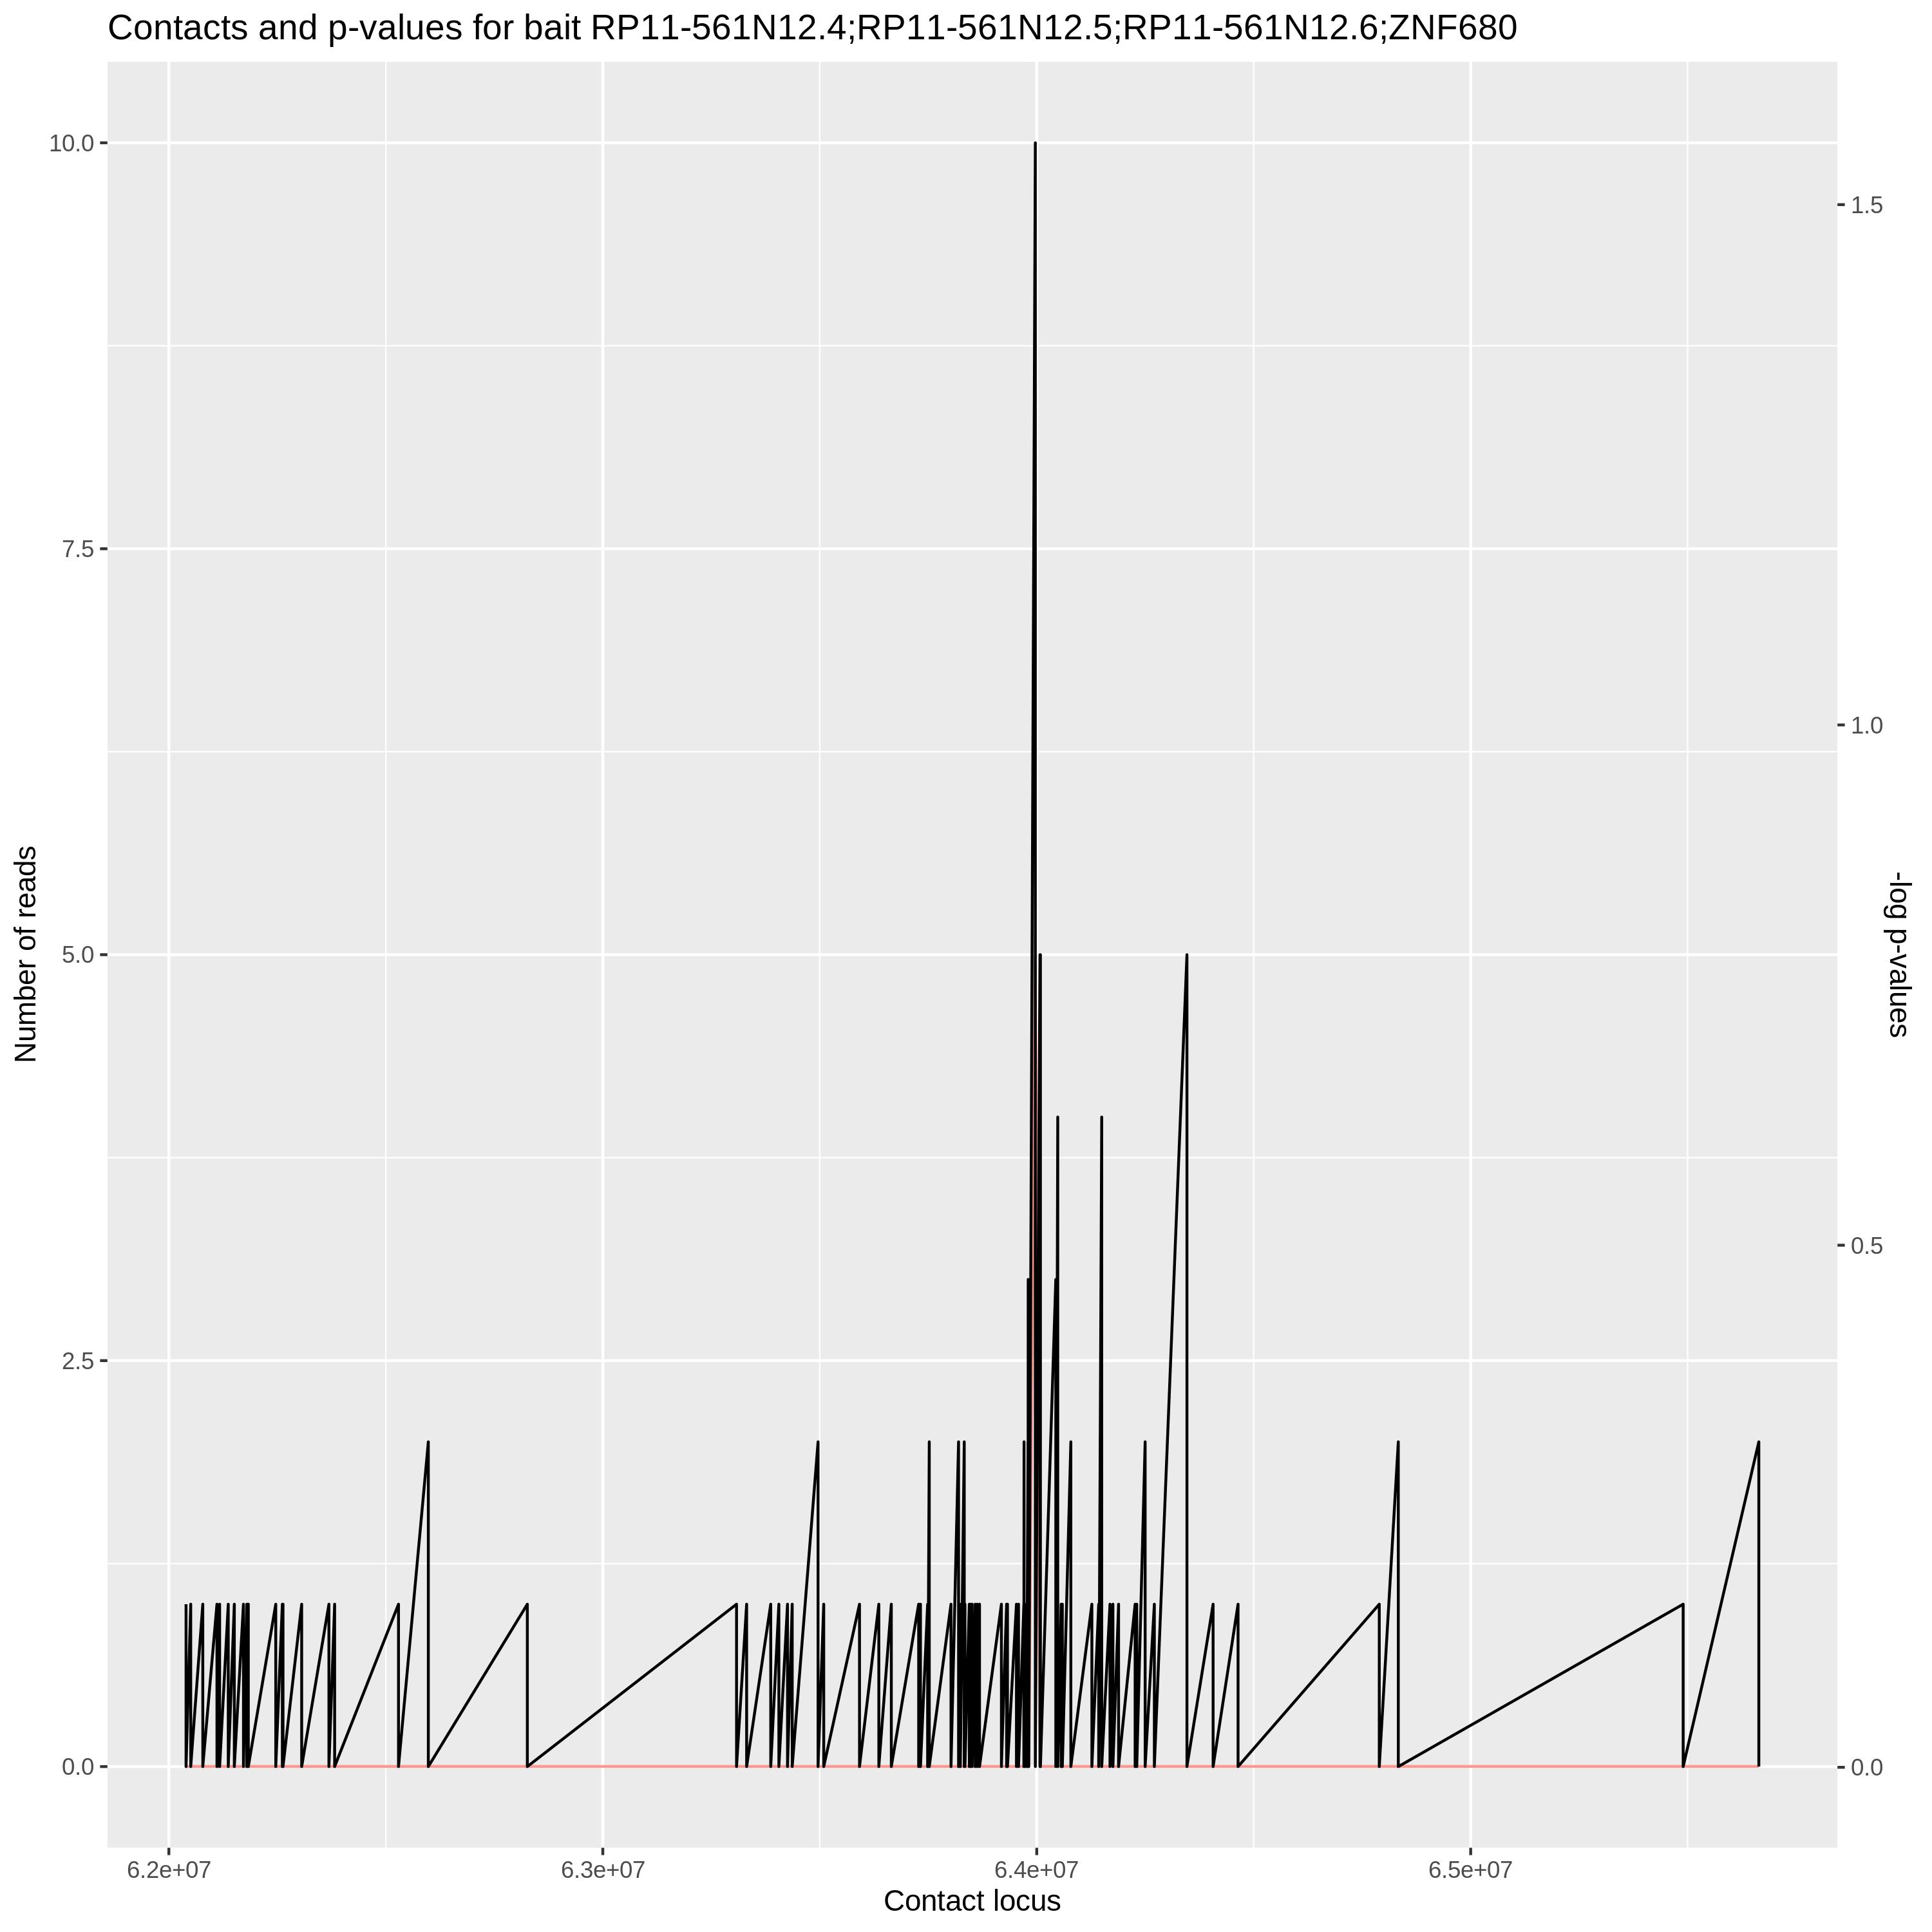 Contacts and p-values for bait RP11-561N12.4;RP11-561N12.5;RP11-561N12.6;ZNF680
Number of reads
10.0
7.5
5.0
2.5
0.0
1.5
1.0
0.5
0.0
-log p-values
6.2e+07 6.3e+07 6.4e+07 6.5e+07
Contact locus